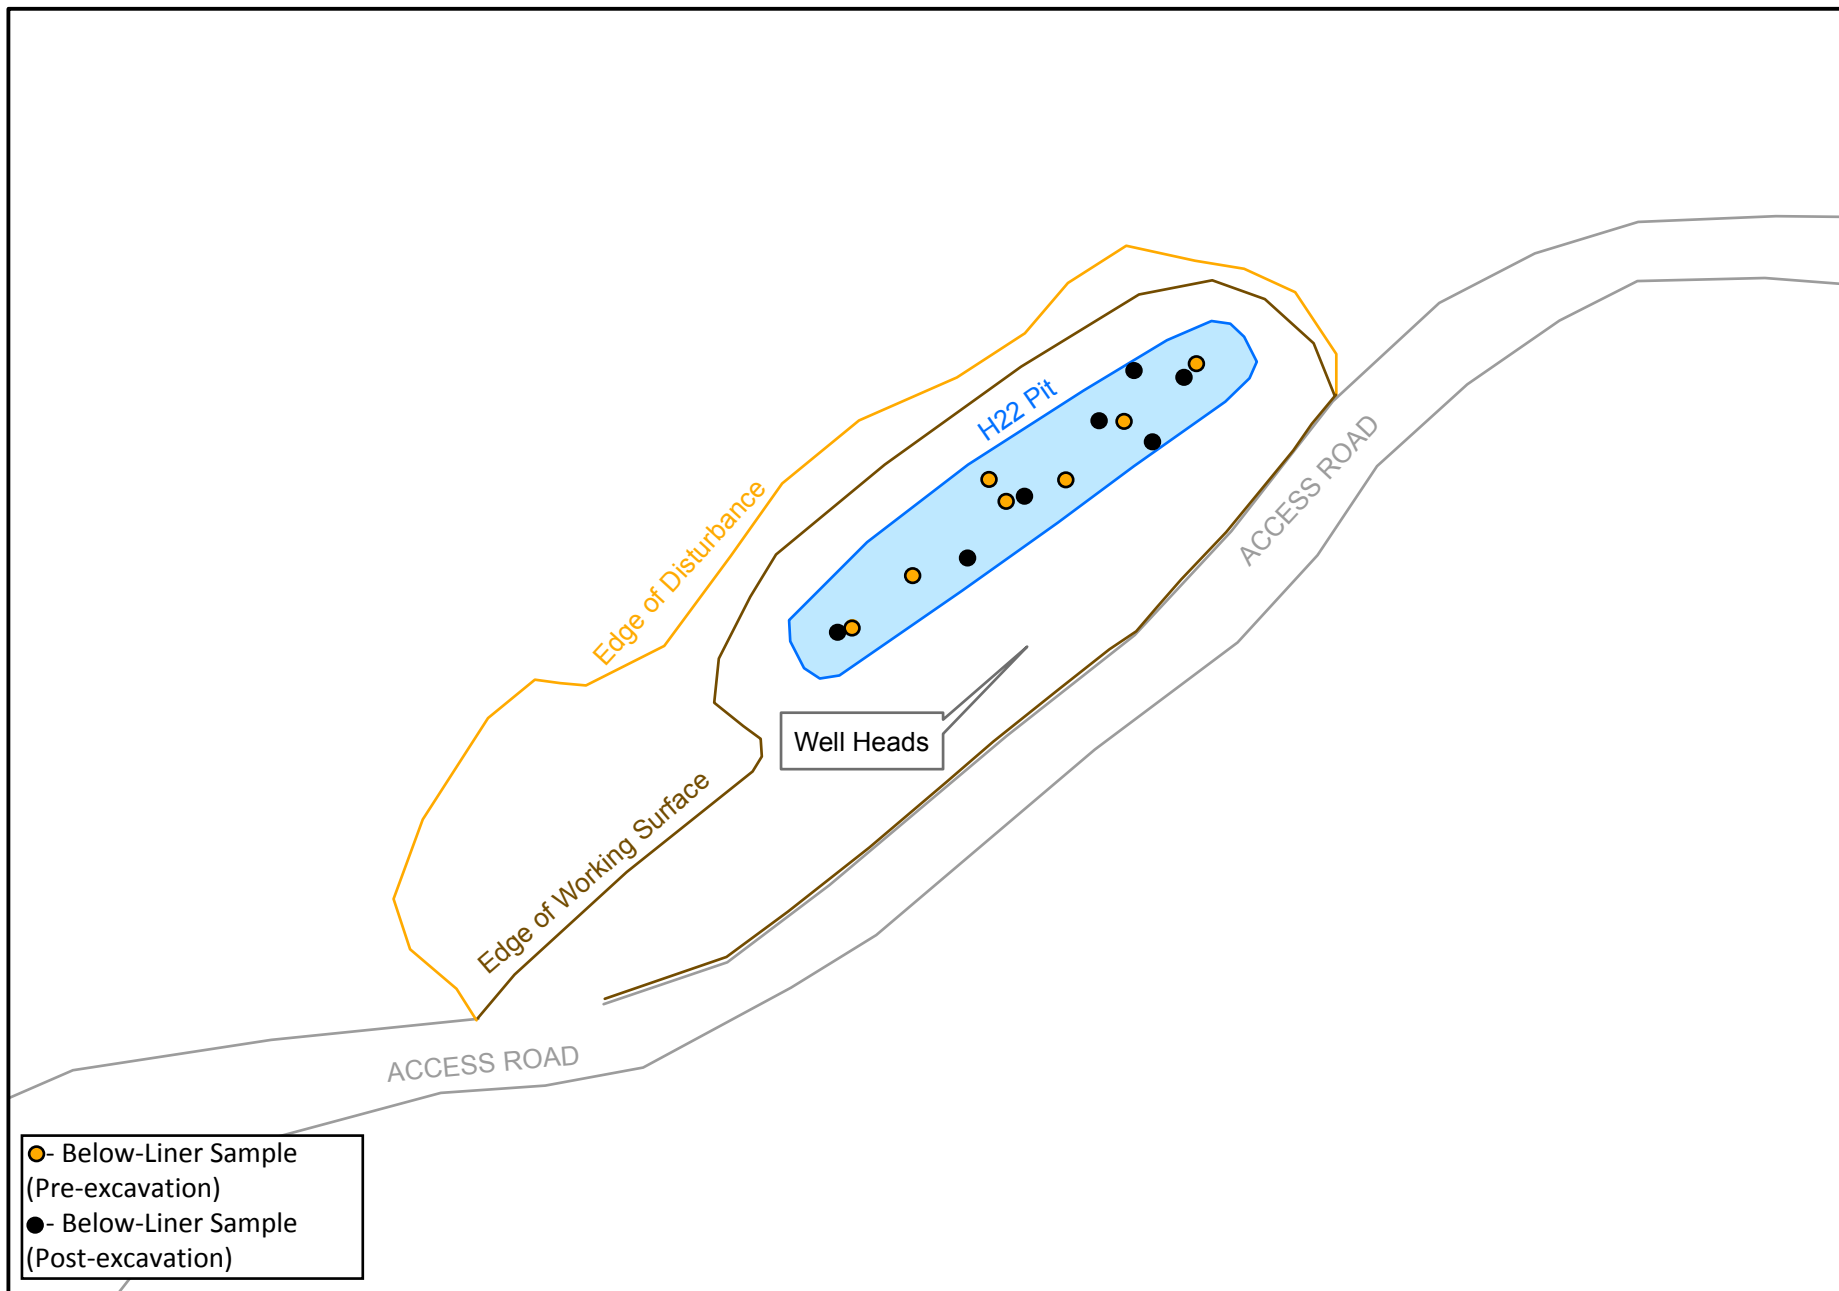 H22 Pit
ACCESS ROAD
Edge of Disturbance
Well Heads
Edge of Working Surface
ACCESS ROAD
- Below-Liner Sample
(Pre-excavation)
- Below-Liner Sample
(Post-excavation)